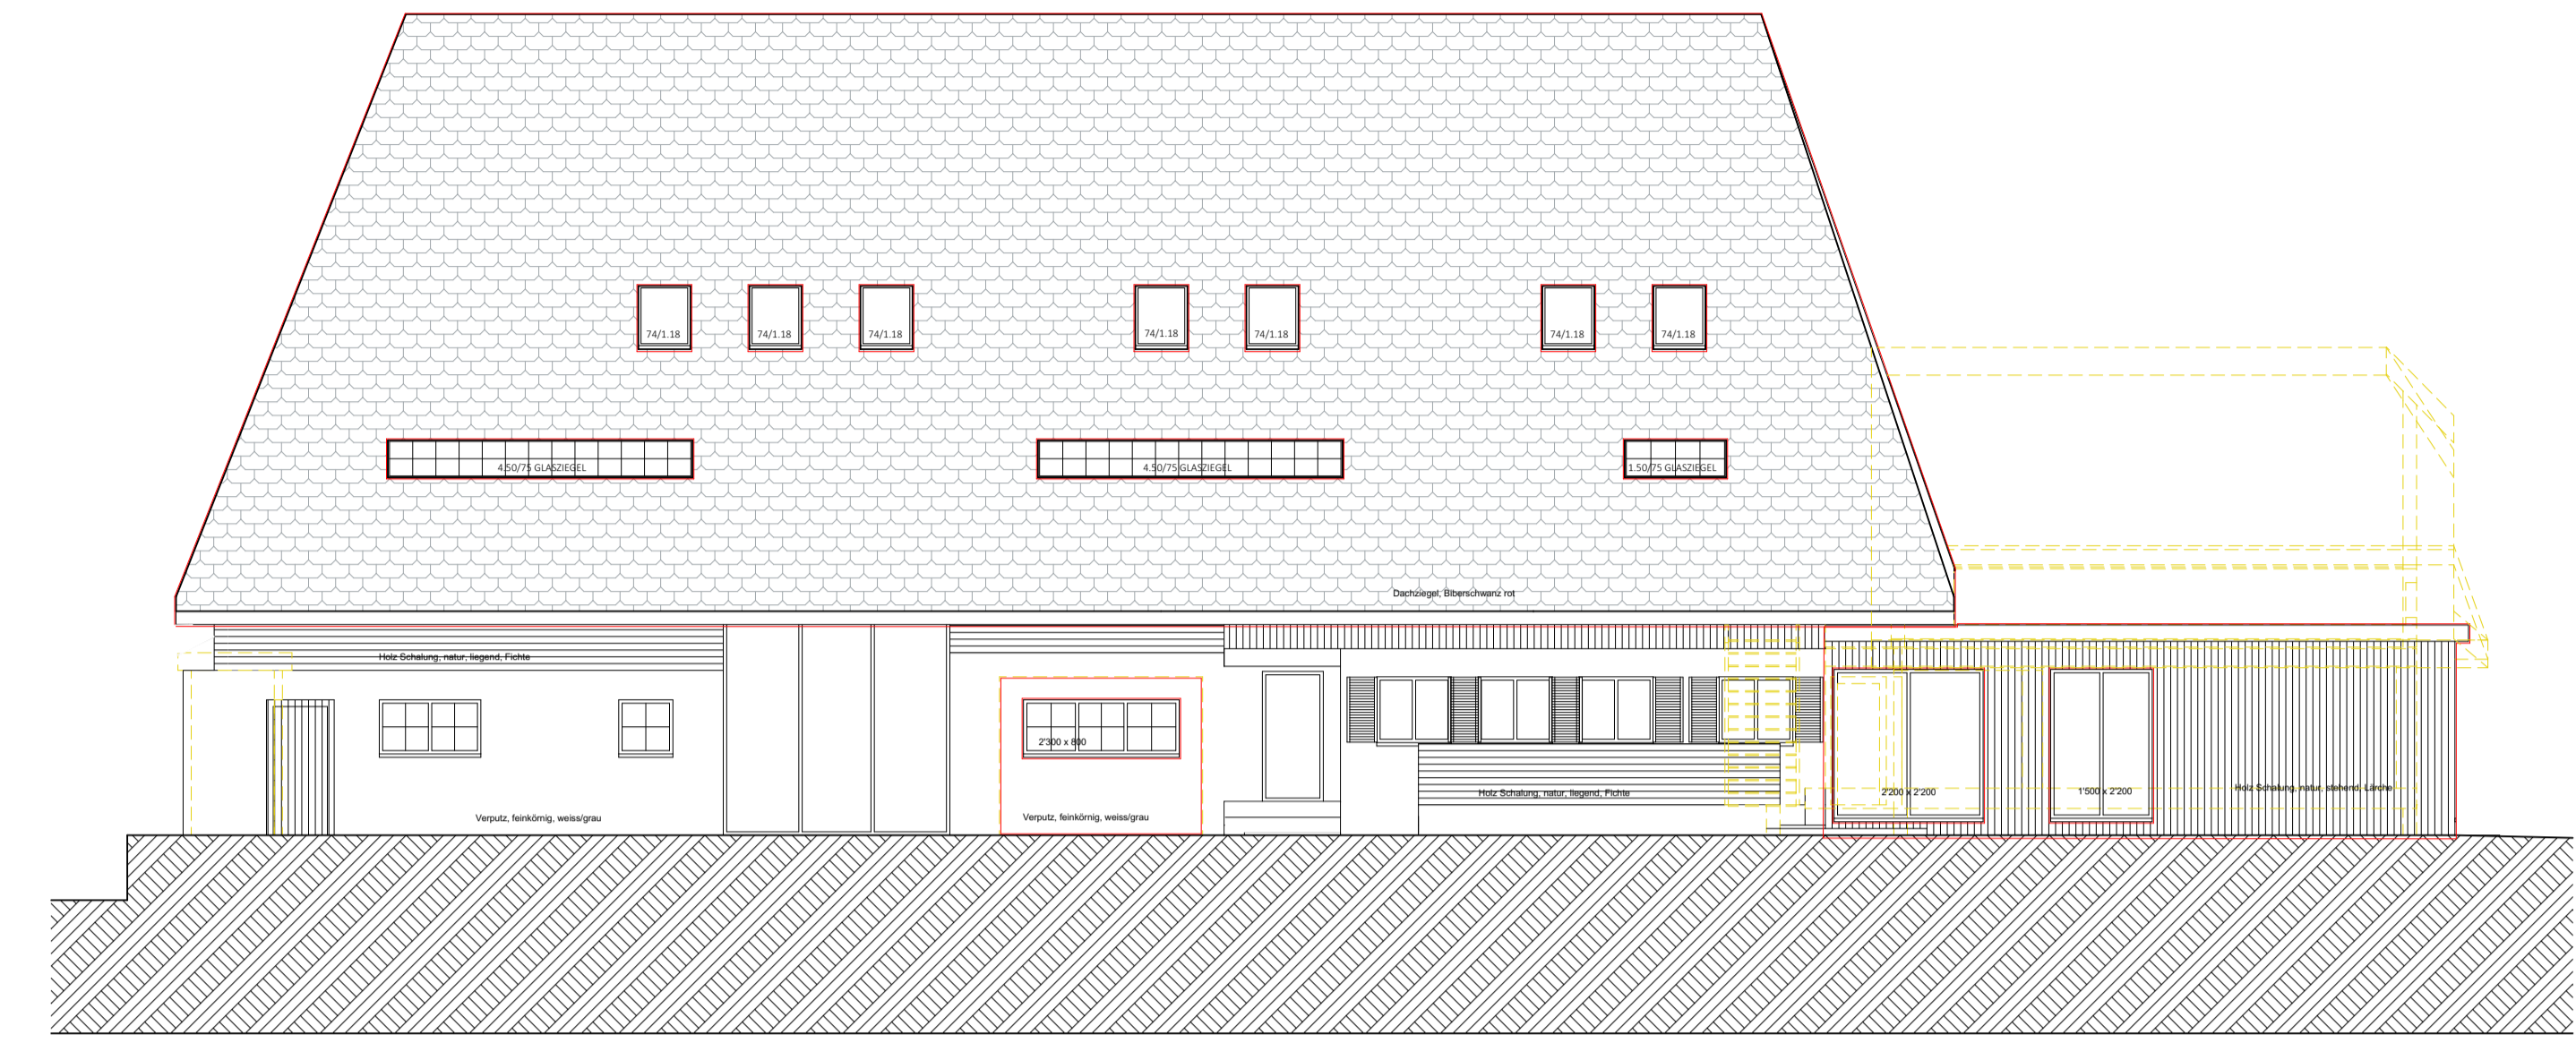 74/1.18
74/1.18
74/1.18
74/1.18
74/1.18
74/1.18
74/1.18
4.50/75 GLASZIEGEL
4.50/75 GLASZIEGEL
1.50/75 GLASZIEGEL
Dachziegel, Biberschwanz rot
Holz Schalung, natur, liegend, Fichte
2'300 x 800
Holz Schalung, natur, liegend, Fichte
2'200 x 2'200
1'500 x 2'200
Holz Schalung, natur, stehend, Lärche
Verputz, feinkörnig, weiss/grau
Verputz, feinkörnig, weiss/grau